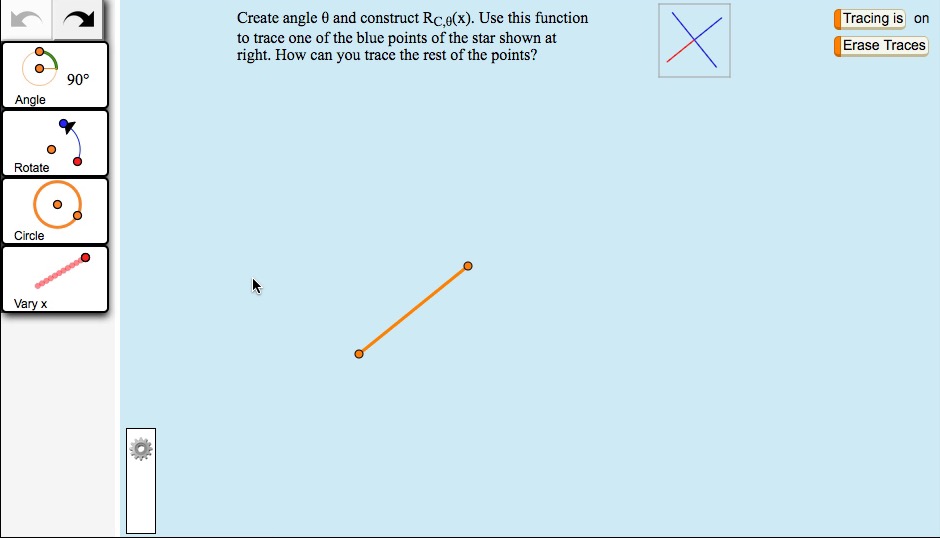 Create angle θ and construct R_C,θ(x). Use this function
to trace one of the blue points of the star shown at
right. How can you trace the rest of the points?
Tracing is on
Erase Traces
90°
Angle
Rotate
Circle
Vary x